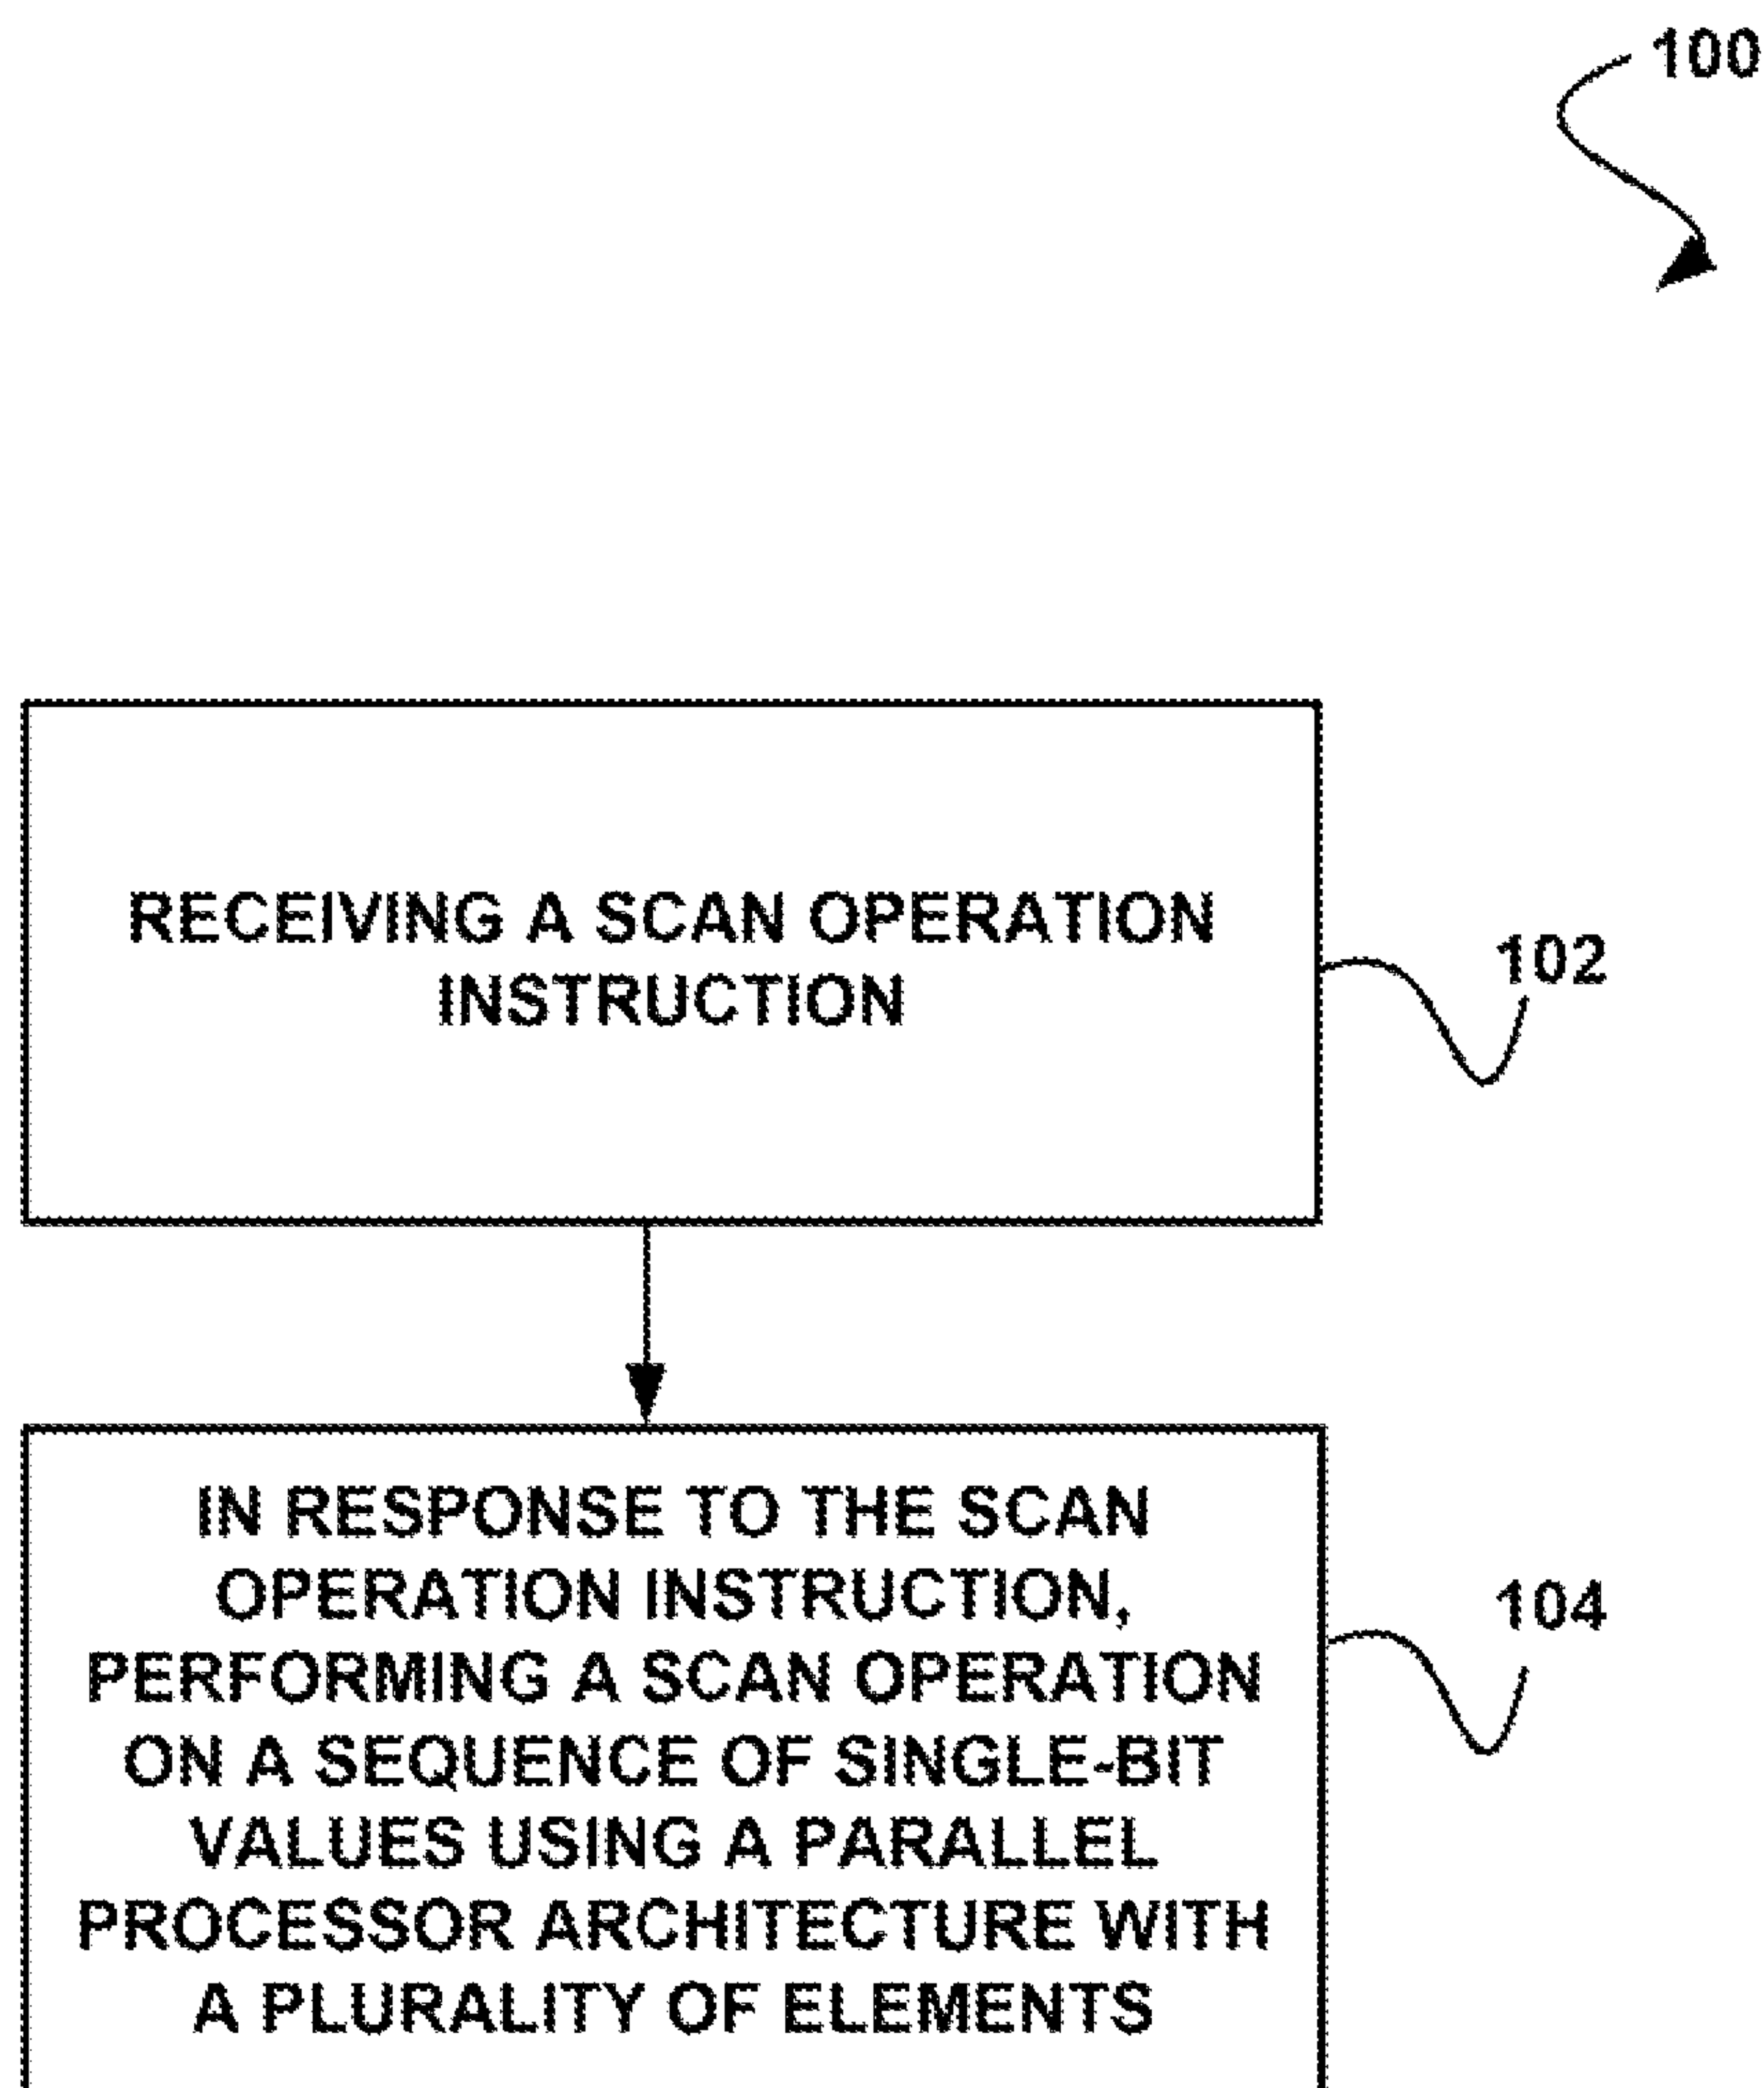 100
RECEIVING A SCAN OPERATION
INSTRUCTION
102
IN RESPONSE TO THE SCAN
OPERATION INSTRUCTION,
PERFORMING A SCAN OPERATION
ON A SEQUENCE OF SINGLE-BIT
VALUES USING A PARALLEL
PROCESSOR ARCHITECTURE WITH
A PLURALITY OF ELEMENTS
104